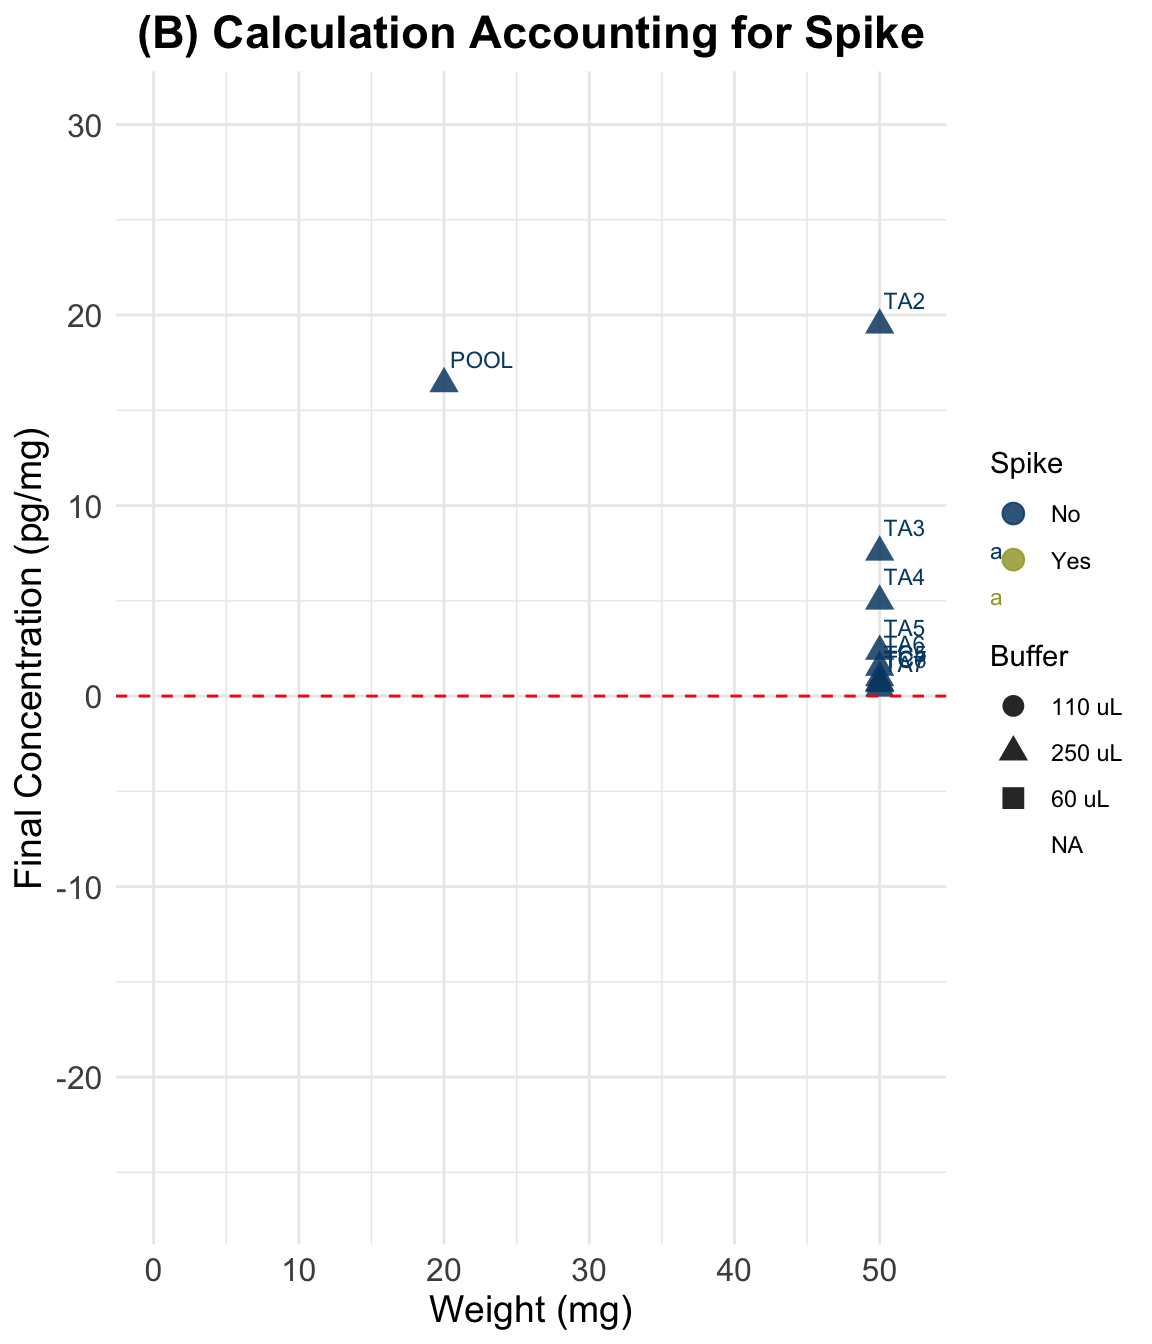 (B) Calculation Accounting for Spike
Final Concentration (pg/mg)
30
20
10
0
-10
-20
TA2
POOL
TA3
TA4
TA5
TA6
TA7
0
10
20
30
40
50
Weight (mg)
Spike
No
a
Yes
a
Buffer
110 uL
250 uL
60 uL
NA